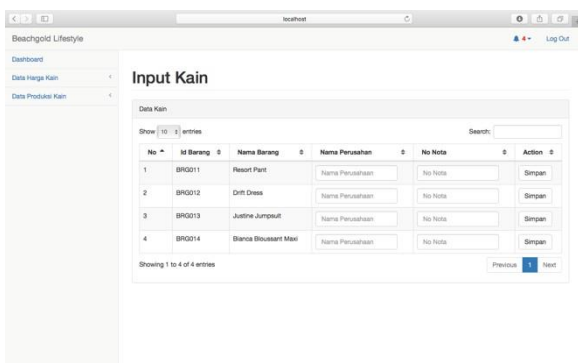 localhost
Beachgold Lifestyle
4
Log Out
Dashboard
Data Harga Kain
Data Produksi Kain
Input Kain
Data Kain
Show 10 entries
Search:
No Id Barang Nama Barang Nama Perusahan No Nota Action
1 BRG011 Resort Pant Nama Perusahaan No Nota Simpan
2 BRG012 Drift Dress Nama Perusahaan No Nota Simpan
3 BRG013 Justine Jumpsuit Nama Perusahaan No Nota Simpan
4 BRG014 Bianca Bloussant Maxi Nama Perusahaan No Nota Simpan
Showing 1 to 4 of 4 entries
Previous 1 Next